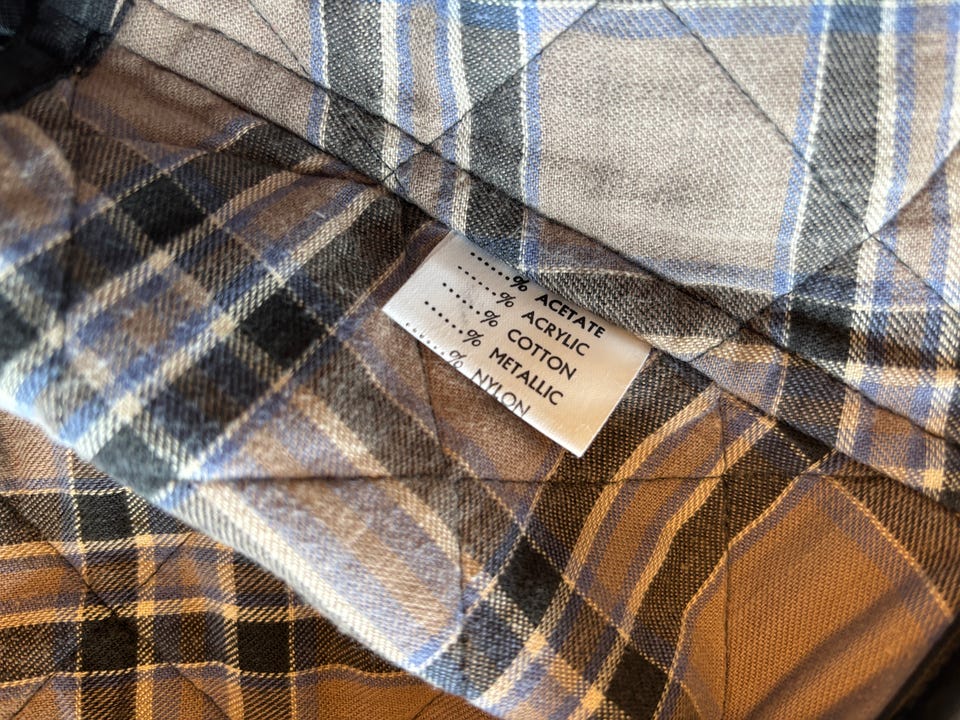 .......% ACETATE
.......% ACRYLIC
......% COTTON
......% METALLIC
......% NYLON